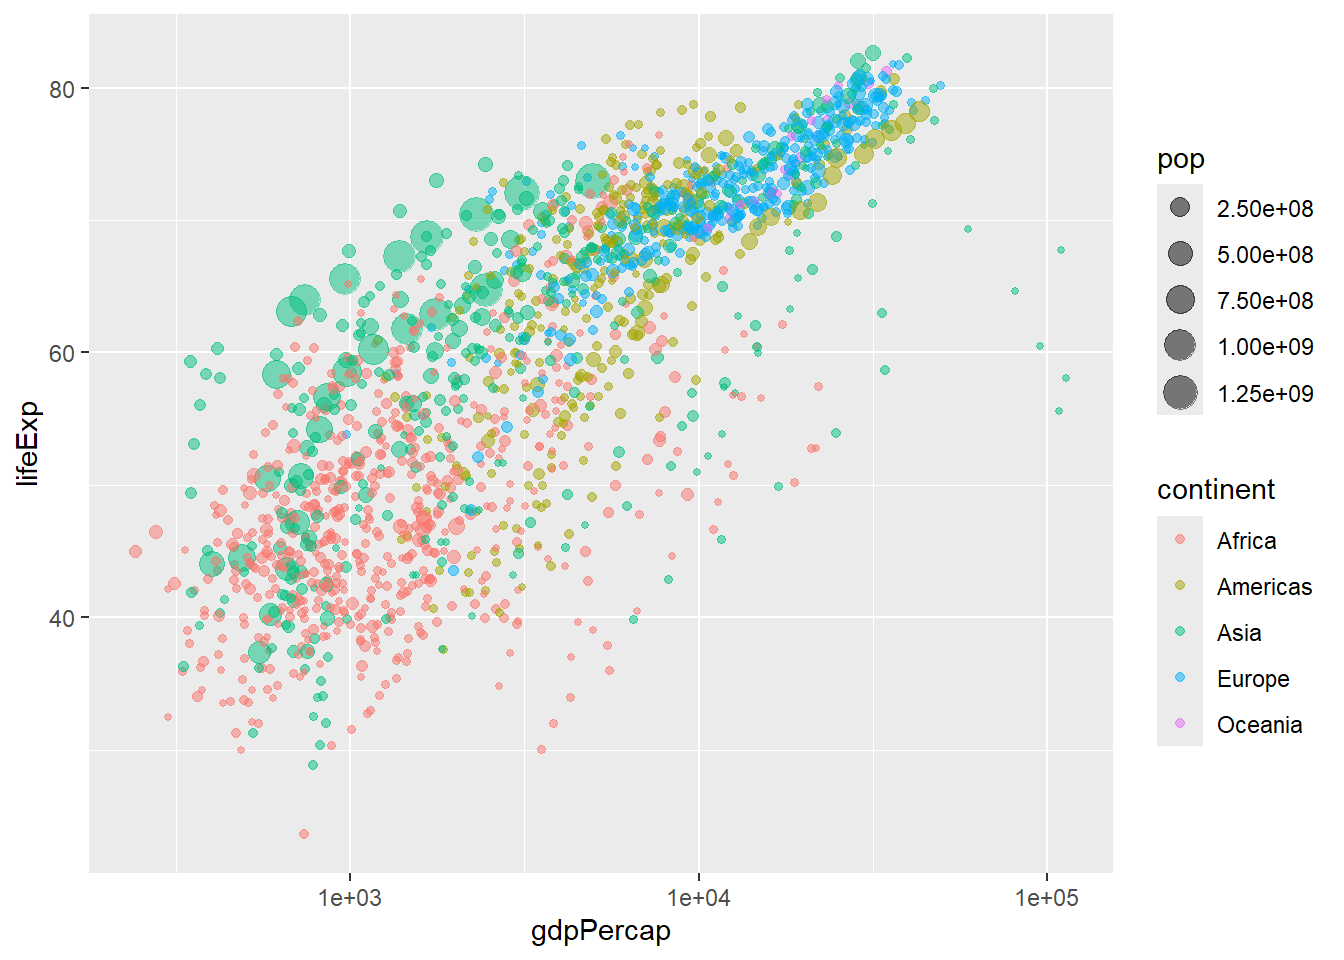 80
60
40
lifeExp
1e+03
1e+04
1e+05
gdpPercap
pop
2.50e+08
5.00e+08
7.50e+08
1.00e+09
1.25e+09
continent
Africa
Americas
Asia
Europe
Oceania